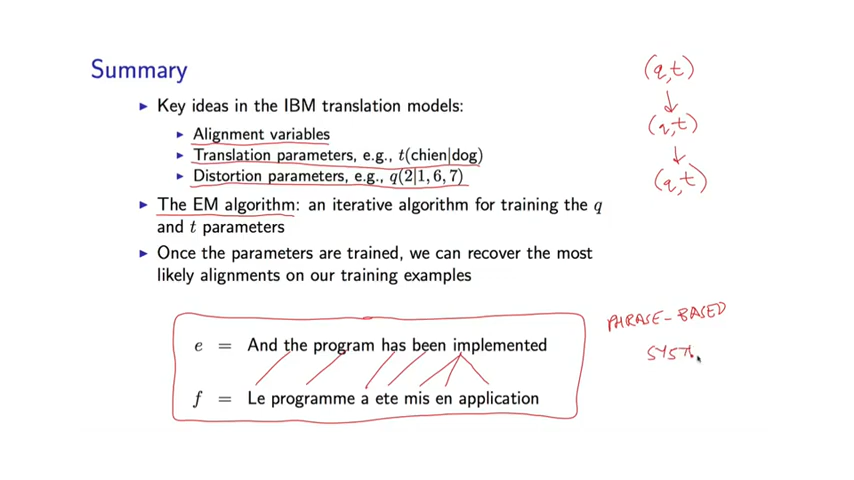 Summary
▶ Key ideas in the IBM translation models:
▶ Alignment variables
▶ Translation parameters, e.g., t(chien|dog)
▶ Distortion parameters, e.g., q(2|1, 6, 7)
▶ The EM algorithm: an iterative algorithm for training the q
and t parameters
▶ Once the parameters are trained, we can recover the most
likely alignments on our training examples
e = And the program has been implemented
f = Le programme a ete mis en application
(q,t)
(q,t)
(q,t)
PHRASE-BASED